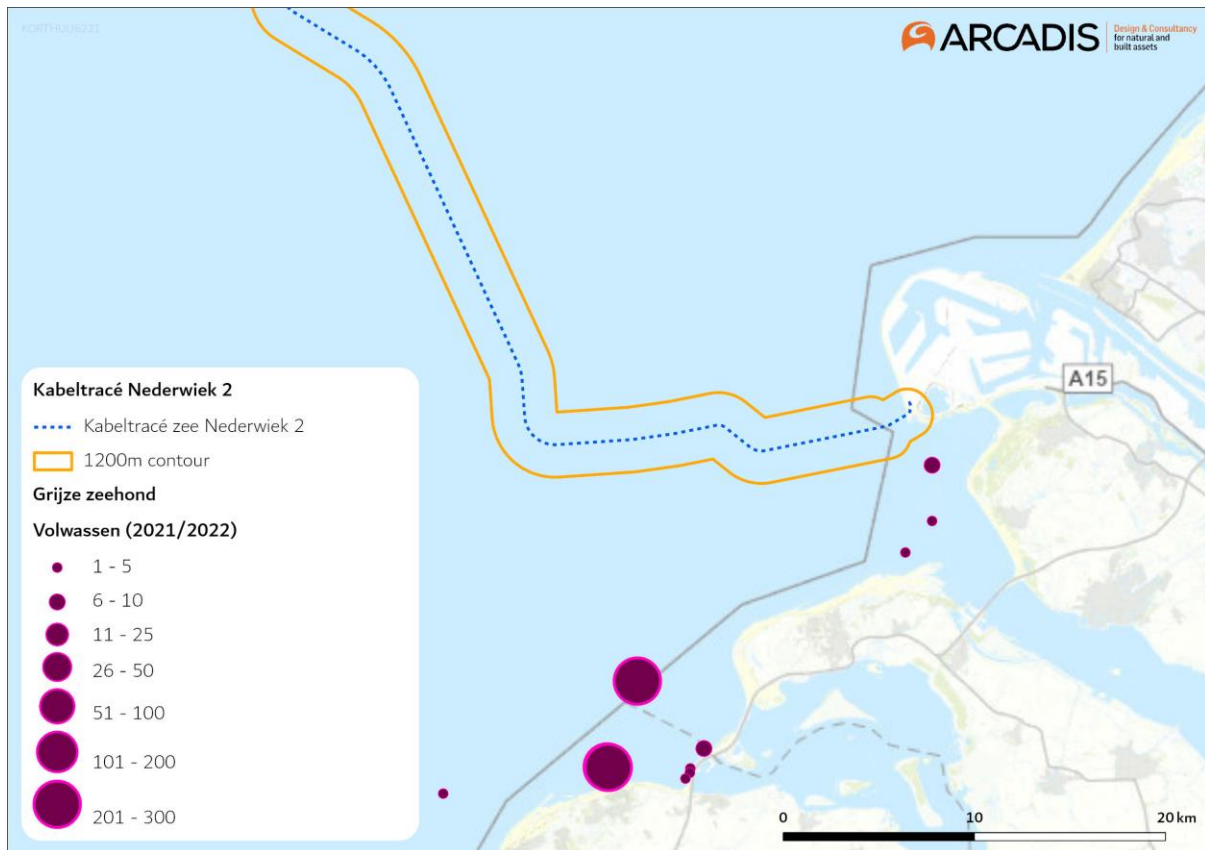 KORTHUU6221
ARCADIS
Design & Consultancy
for natural and
built assets
A15
Kabeltracé Nederwiek 2
Kabeltracé zee Nederwiek 2
1200m contour
Grijze zeehond
Volwassen (2021/2022)
1 - 5
6 - 10
11 - 25
26 - 50
51 - 100
101 - 200
201 - 300
0
10
20 km